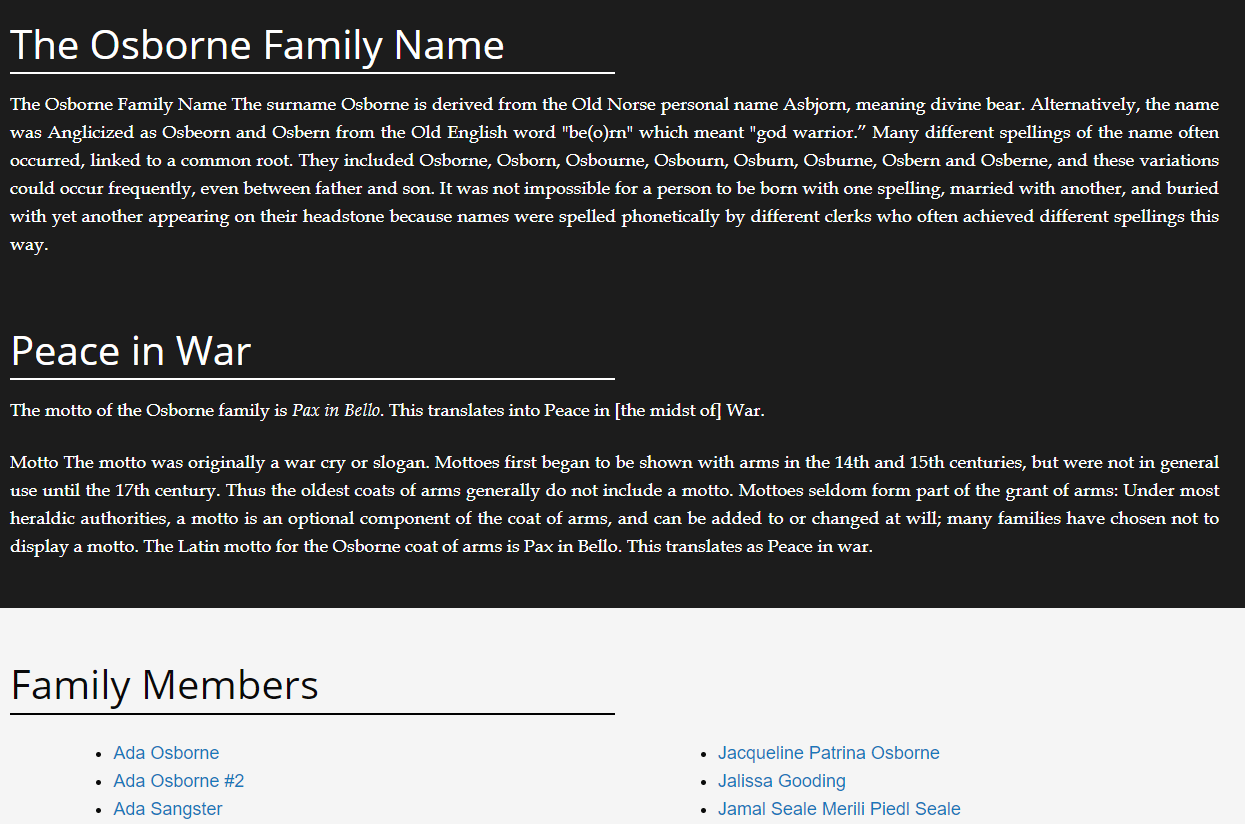 The Osborne Family Name
The Osborne Family Name The surname Osborne is derived from the Old Norse personal name Asbjorn, meaning divine bear. Alternatively, the name
was Anglicized as Osbeorn and Osbern from the Old English word "be(o)rn" which meant "god warrior.” Many different spellings of the name often
occurred, linked to a common root. They included Osborne, Osborn, Osbourne, Osbourn, Osburn, Osburne, Osbern and Osberne, and these variations
could occur frequently, even between father and son. It was not impossible for a person to be born with one spelling, married with another, and buried
with yet another appearing on their headstone because names were spelled phonetically by different clerks who often achieved different spellings this
way.
Peace in War
The motto of the Osborne family is Pax in Bello. This translates into Peace in [the midst of] War.
Motto The motto was originally a war cry or slogan. Mottoes first began to be shown with arms in the 14th and 15th centuries, but were not in general
use until the 17th century. Thus the oldest coats of arms generally do not include a motto. Mottoes seldom form part of the grant of arms: Under most
heraldic authorities, a motto is an optional component of the coat of arms, and can be added to or changed at will; many families have chosen not to
display a motto. The Latin motto for the Osborne coat of arms is Pax in Bello. This translates as Peace in war.
Family Members
Ada Osborne
Ada Osborne #2
Ada Sangster
Jacqueline Patrina Osborne
Jalissa Gooding
Jamal Seale Merili Piedl Seale